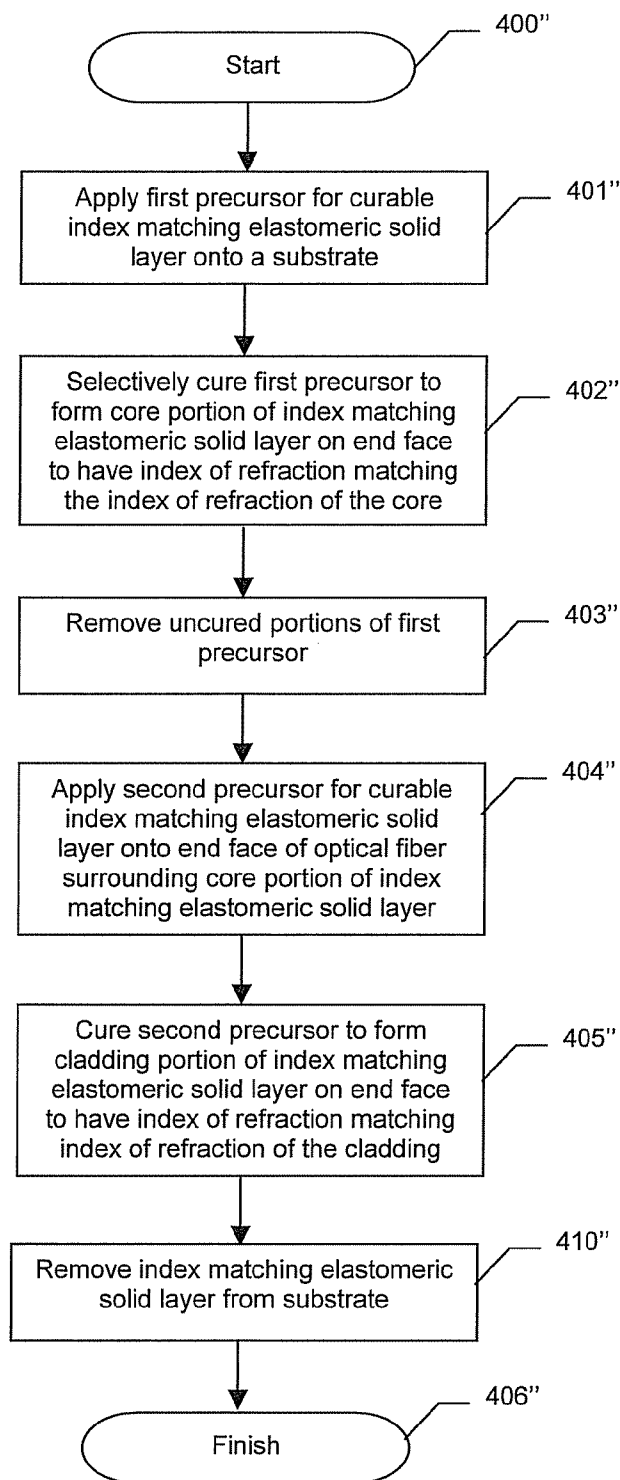 400”
Start
Apply first precursor for curable
index matching elastomeric solid
layer onto a substrate
401”
Selectively cure first precursor to
form core portion of index matching
elastomeric solid layer on end face
to have index of refraction matching
the index of refraction of the core
402”
Remove uncured portions of first
precursor
403”
Apply second precursor for curable
index matching elastomeric solid
layer onto end face of optical fiber
surrounding core portion of index
matching elastomeric solid layer
404”
Cure second precursor to form
cladding portion of index matching
elastomeric solid layer on end face
to have index of refraction matching
index of refraction of the cladding
405”
Remove index matching elastomeric
solid layer from substrate
410”
Finish
406”